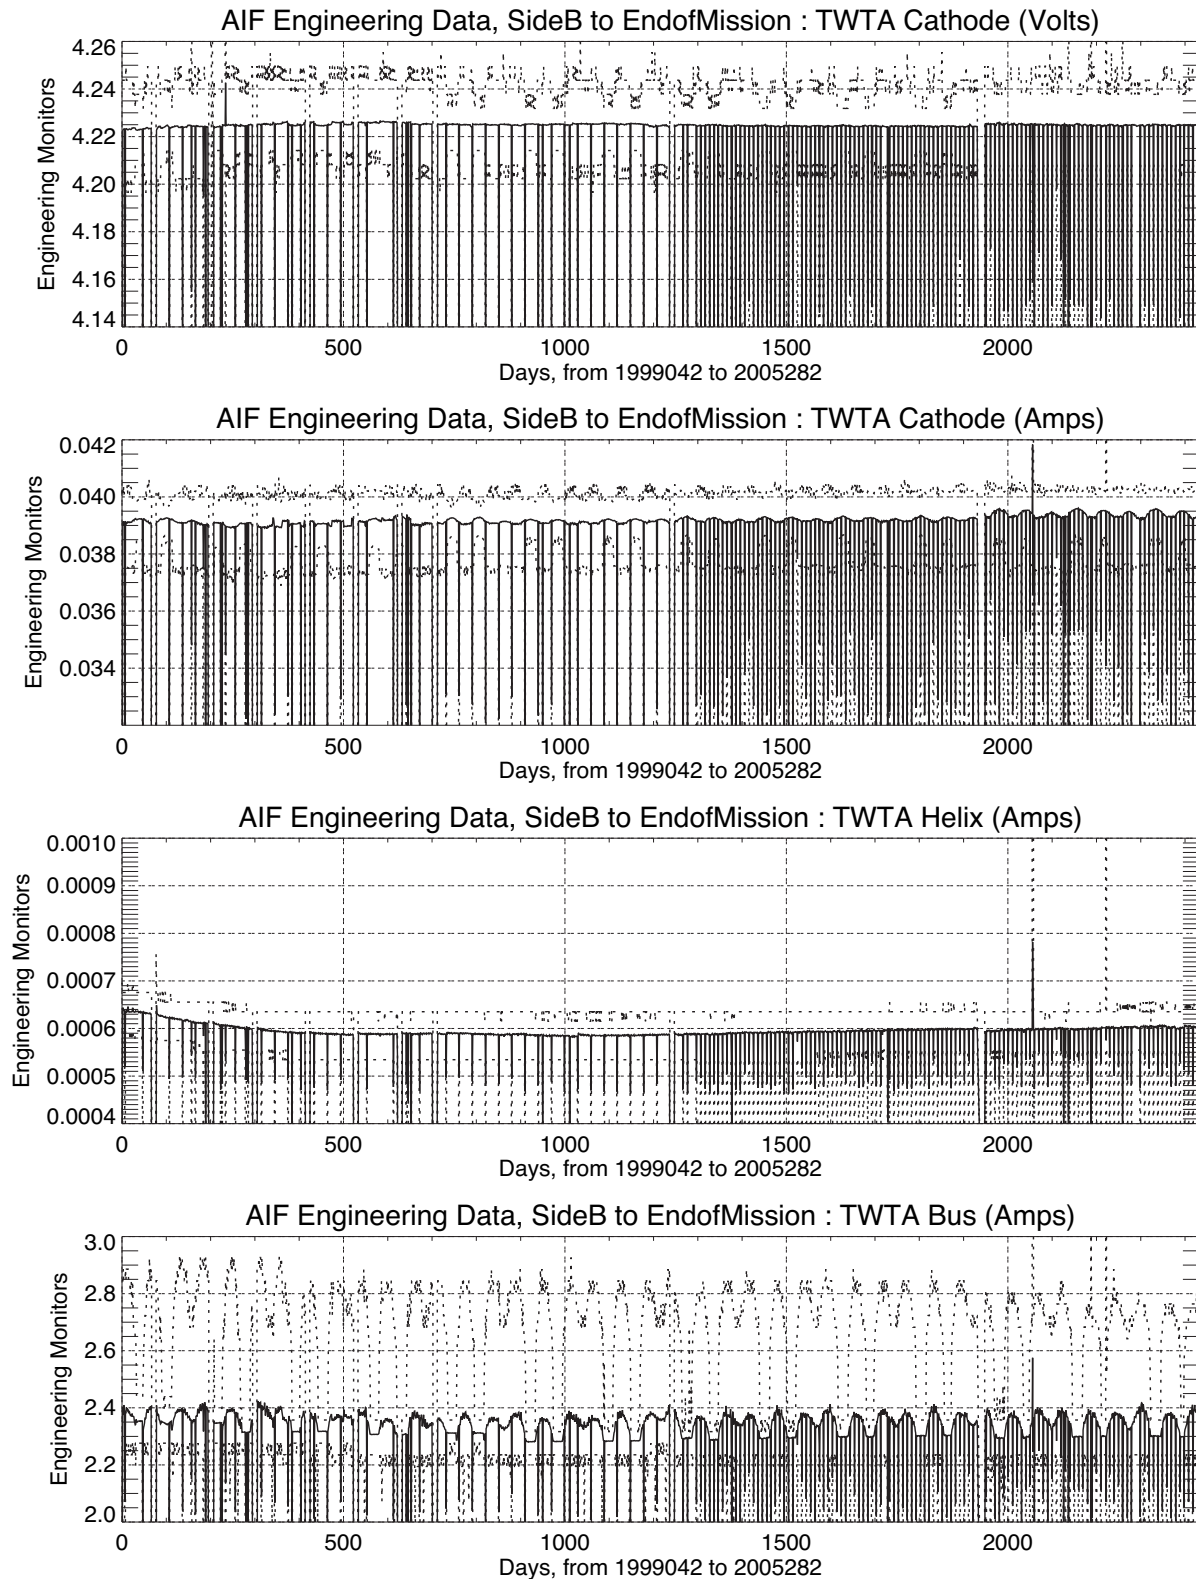 AIF Engineering Data, SideB to EndofMission : TWTA Cathode (Volts)
Engineering Monitors
4.26
4.24
4.22
4.20
4.18
4.16
4.14
0 500 1000 1500 2000
Days, from 1999042 to 2005282
AIF Engineering Data, SideB to EndofMission : TWTA Cathode (Amps)
Engineering Monitors
0.042
0.040
0.038
0.036
0.034
0 500 1000 1500 2000
Days, from 1999042 to 2005282
AIF Engineering Data, SideB to EndofMission : TWTA Helix (Amps)
Engineering Monitors
0.0010
0.0009
0.0008
0.0007
0.0006
0.0005
0.0004
0 500 1000 1500 2000
Days, from 1999042 to 2005282
AIF Engineering Data, SideB to EndofMission : TWTA Bus (Amps)
Engineering Monitors
3.0
2.8
2.6
2.4
2.2
2.0
0 500 1000 1500 2000
Days, from 1999042 to 2005282